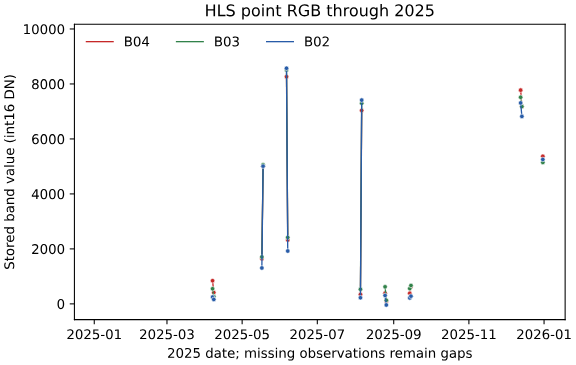 HLS point RGB through 2025
B04 B03 B02
Stored band value (int16 DN)
10000
8000
6000
4000
2000
0
2025-01 2025-03 2025-05 2025-07 2025-09 2025-11 2026-01
2025 date; missing observations remain gaps